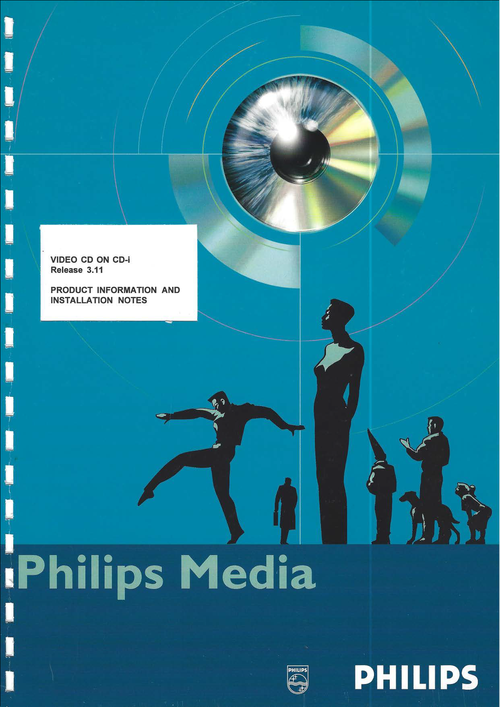 VIDEO CD ON CD-i
Release 3.11
PRODUCT INFORMATION AND
INSTALLATION NOTES
Philips Media
PHILIPS
PHILIPS